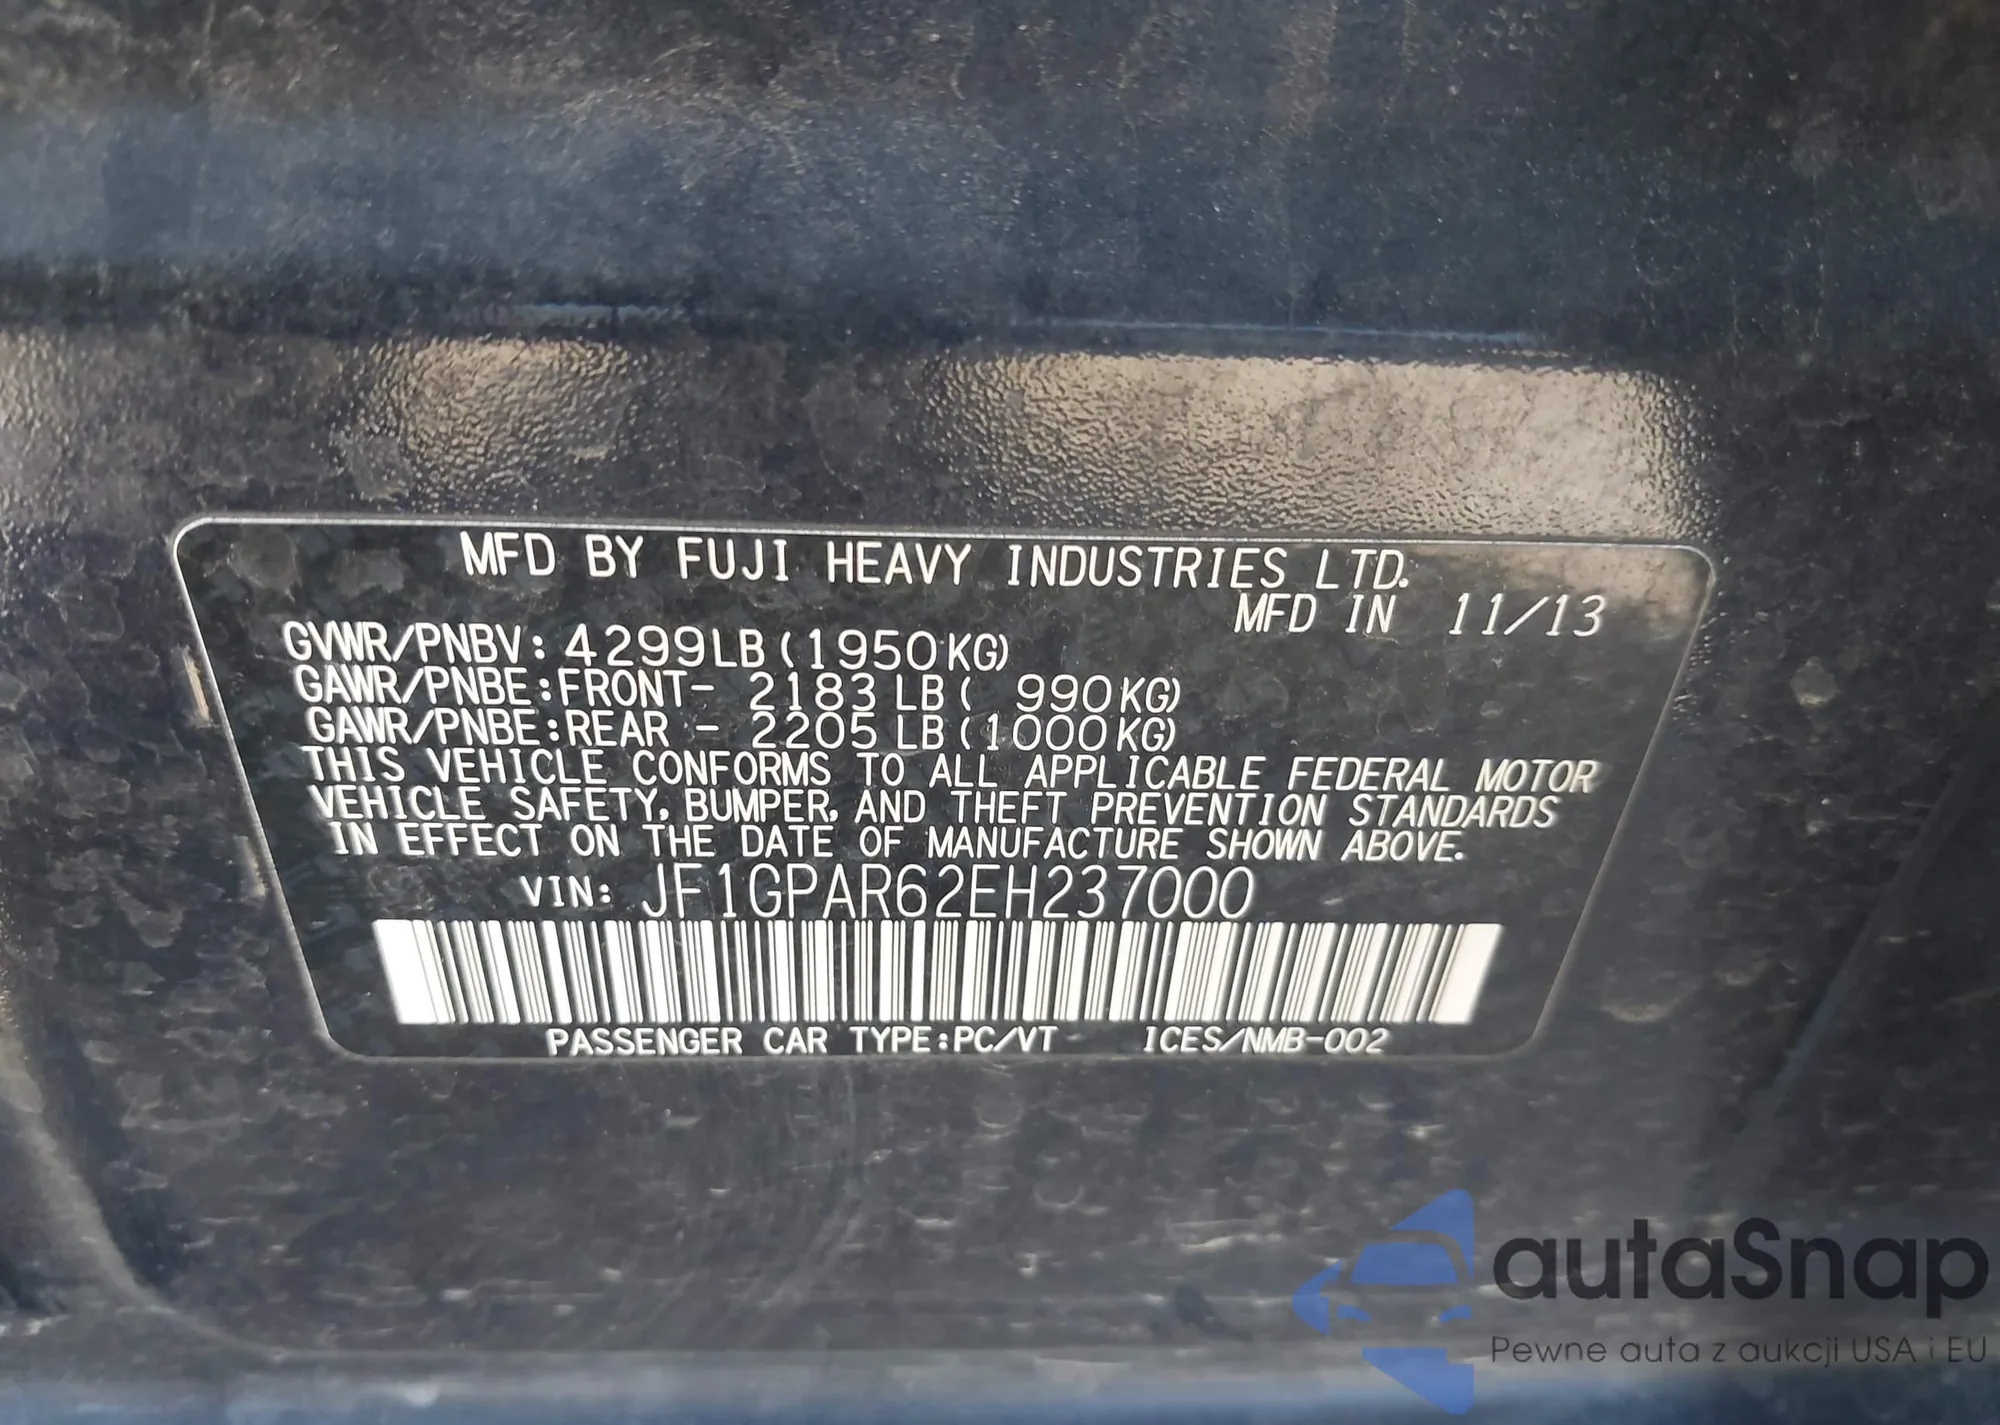 MFD BY FUJI HEAVY INDUSTRIES LTD.
MFD IN 11/13
GVWR/PNBV: 4299LB (1950KG)
GAWR/PNBE:FRONT- 2183 LB ( 990KG)
GAWR/PNBE:REAR - 2205 LB (1000KG)
THIS VEHICLE CONFORMS TO ALL APPLICABLE FEDERAL MOTOR
VEHICLE SAFETY, BUMPER, AND THEFT PREVENTION STANDARDS
IN EFFECT ON THE DATE OF MANUFACTURE SHOWN ABOVE.
VIN: JF1GPAR62EH237000
PASSENGER CAR TYPE:PC/VT ICES/NMB-002
autaSnap
Pewne auta z aukcji USA i EU